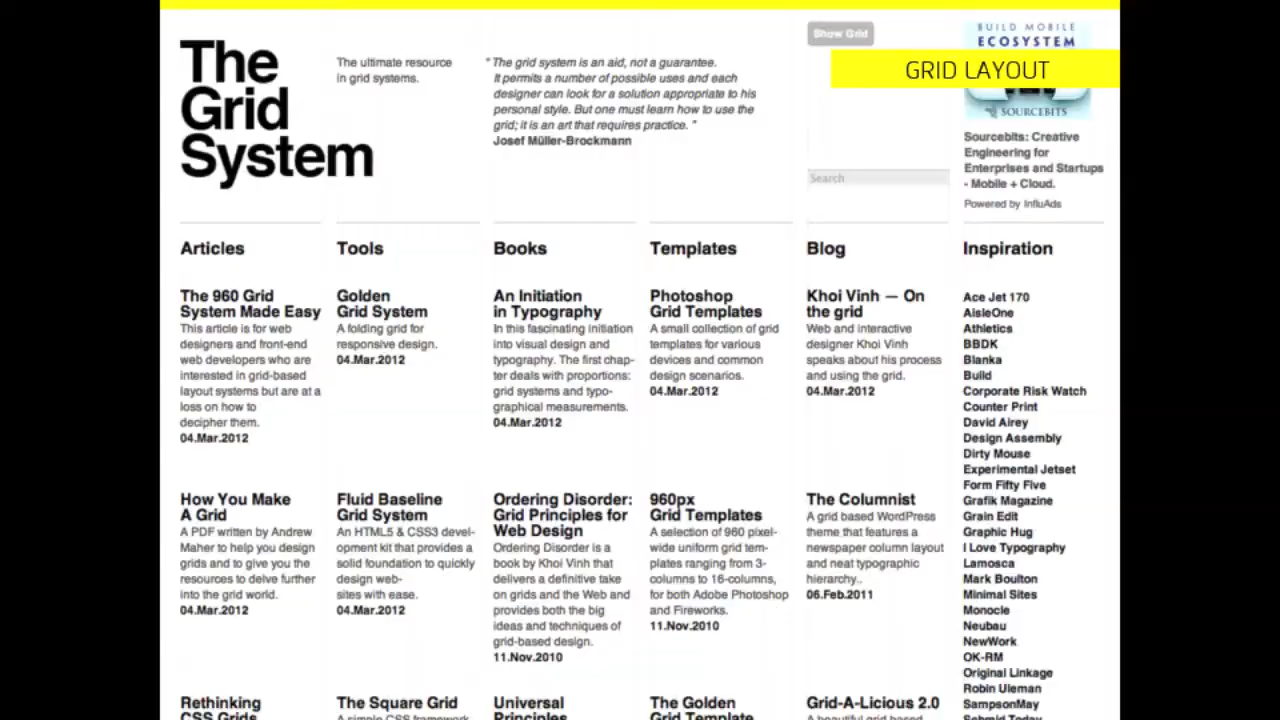 The
Grid
System
The ultimate resource
in grid systems.
“ The grid system is an aid, not a guarantee.
It permits a number of possible uses and each
designer can look for a solution appropriate to his
personal style. But one must learn how to use the
grid; it is an art that requires practice. ”
Josef Müller-Brockmann
Show Grid
Search
BUILD MOBILE
ECOSYSTEM
GRID LAYOUT
SOURCEBITS
Sourcebits: Creative
Engineering for
Enterprises and Startups
- Mobile + Cloud.
Powered by InfluAds
Articles
The 960 Grid
System Made Easy
This article is for web
designers and front-end
web developers who are
interested in grid-based
layout systems but are at a
loss on how to
decipher them.
04.Mar.2012
How You Make
A Grid
A PDF written by Andrew
Maher to help you design
grids and to give you the
resources to delve further
into the grid world.
04.Mar.2012
Rethinking
CSS Grids
Tools
Golden
Grid System
A folding grid for
responsive design.
04.Mar.2012
Fluid Baseline
Grid System
An HTML5 & CSS3 devel-
opment kit that provides a
solid foundation to quickly
design web-
sites with ease.
04.Mar.2012
The Square Grid
A simple CSS framework
Books
An Initiation
in Typography
In this fascinating initiation
into visual design and
typography. The first chap-
ter deals with proportions:
grid systems and typo-
graphical measurements.
04.Mar.2012
Ordering Disorder:
Grid Principles for
Web Design
Ordering Disorder is a
book by Khoi Vinh that
delivers a definitive take
on grids and the Web and
provides both the big
ideas and techniques of
grid-based design.
11.Nov.2010
Universal
Principles
Templates
Photoshop
Grid Templates
A small collection of grid
templates for various
devices and common
design scenarios.
04.Mar.2012
960px
Grid Templates
A selection of 960 pixel-
wide uniform grid tem-
plates ranging from 3-
columns to 16-columns,
for both Adobe Photoshop
and Fireworks.
11.Nov.2010
The Golden
Grid Template
Blog
Khoi Vinh — On
the grid
Web and interactive
designer Khoi Vinh
speaks about his process
and using the grid.
04.Mar.2012
The Columnist
A grid based WordPress
theme that features a
newspaper column layout
and neat typographic
hierarchy..
06.Feb.2011
Grid-A-Licious 2.0
A beautiful grid based
Inspiration
Ace Jet 170
AisleOne
Athletics
BBDK
Blanka
Build
Corporate Risk Watch
Counter Print
David Airey
Design Assembly
Dirty Mouse
Experimental Jetset
Form Fifty Five
Grafik Magazine
Grain Edit
Graphic Hug
I Love Typography
Lamosca
Mark Boulton
Minimal Sites
Monocle
Neubau
NewWork
OK-RM
Original Linkage
Robin Uleman
SampsonMay
Schmid Today